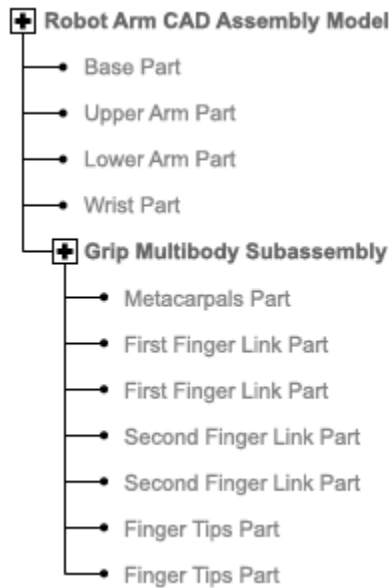 Robot Arm CAD Assembly Model
Base Part
Upper Arm Part
Lower Arm Part
Wrist Part
Grip Multibody Subassembly
Metacarpals Part
First Finger Link Part
First Finger Link Part
Second Finger Link Part
Second Finger Link Part
Finger Tips Part
Finger Tips Part